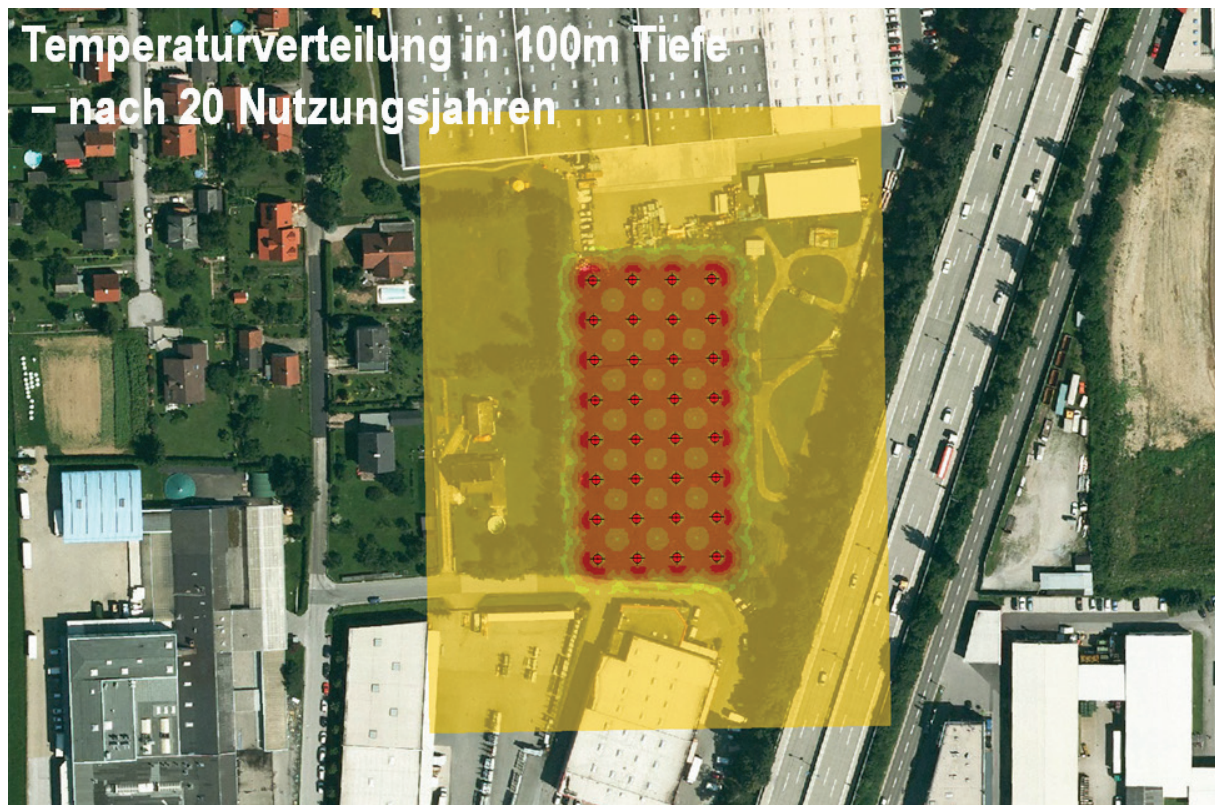 Temperaturverteilung in 100m Tiefe
– nach 20 Nutzungsjahren